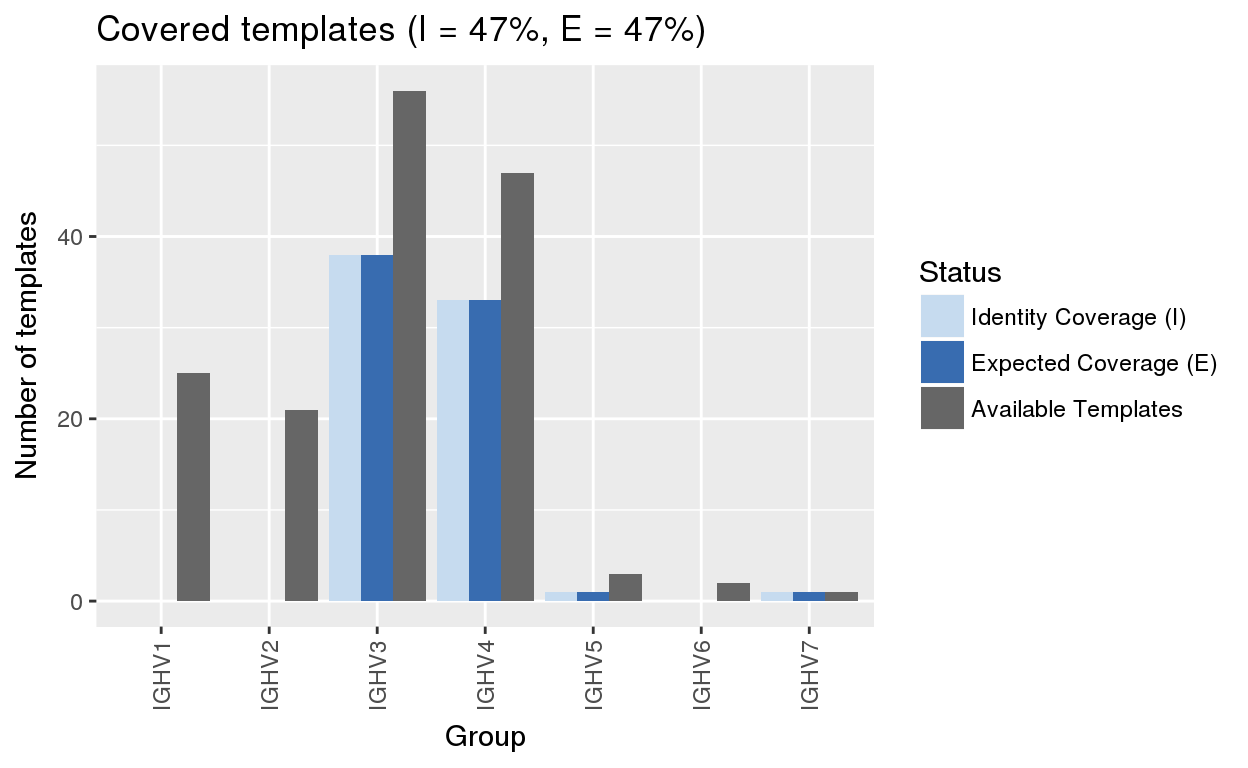 Covered templates (I = 47%, E = 47%)
Number of templates
40
20
0
IGHV1
IGHV2
IGHV3
IGHV4
IGHV5
IGHV6
IGHV7
Group
Status
Identity Coverage (I)
Expected Coverage (E)
Available Templates